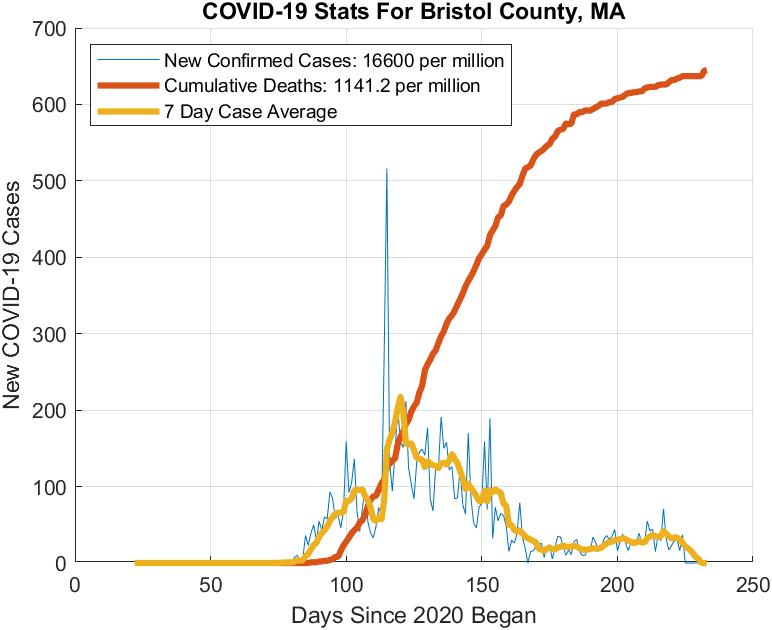 COVID-19 Stats For Bristol County, MA
New Confirmed Cases: 16600 per million
Cumulative Deaths: 1141.2 per million
7 Day Case Average
New COVID-19 Cases
700
600
500
400
300
200
100
0
0 50 100 150 200 250
Days Since 2020 Began